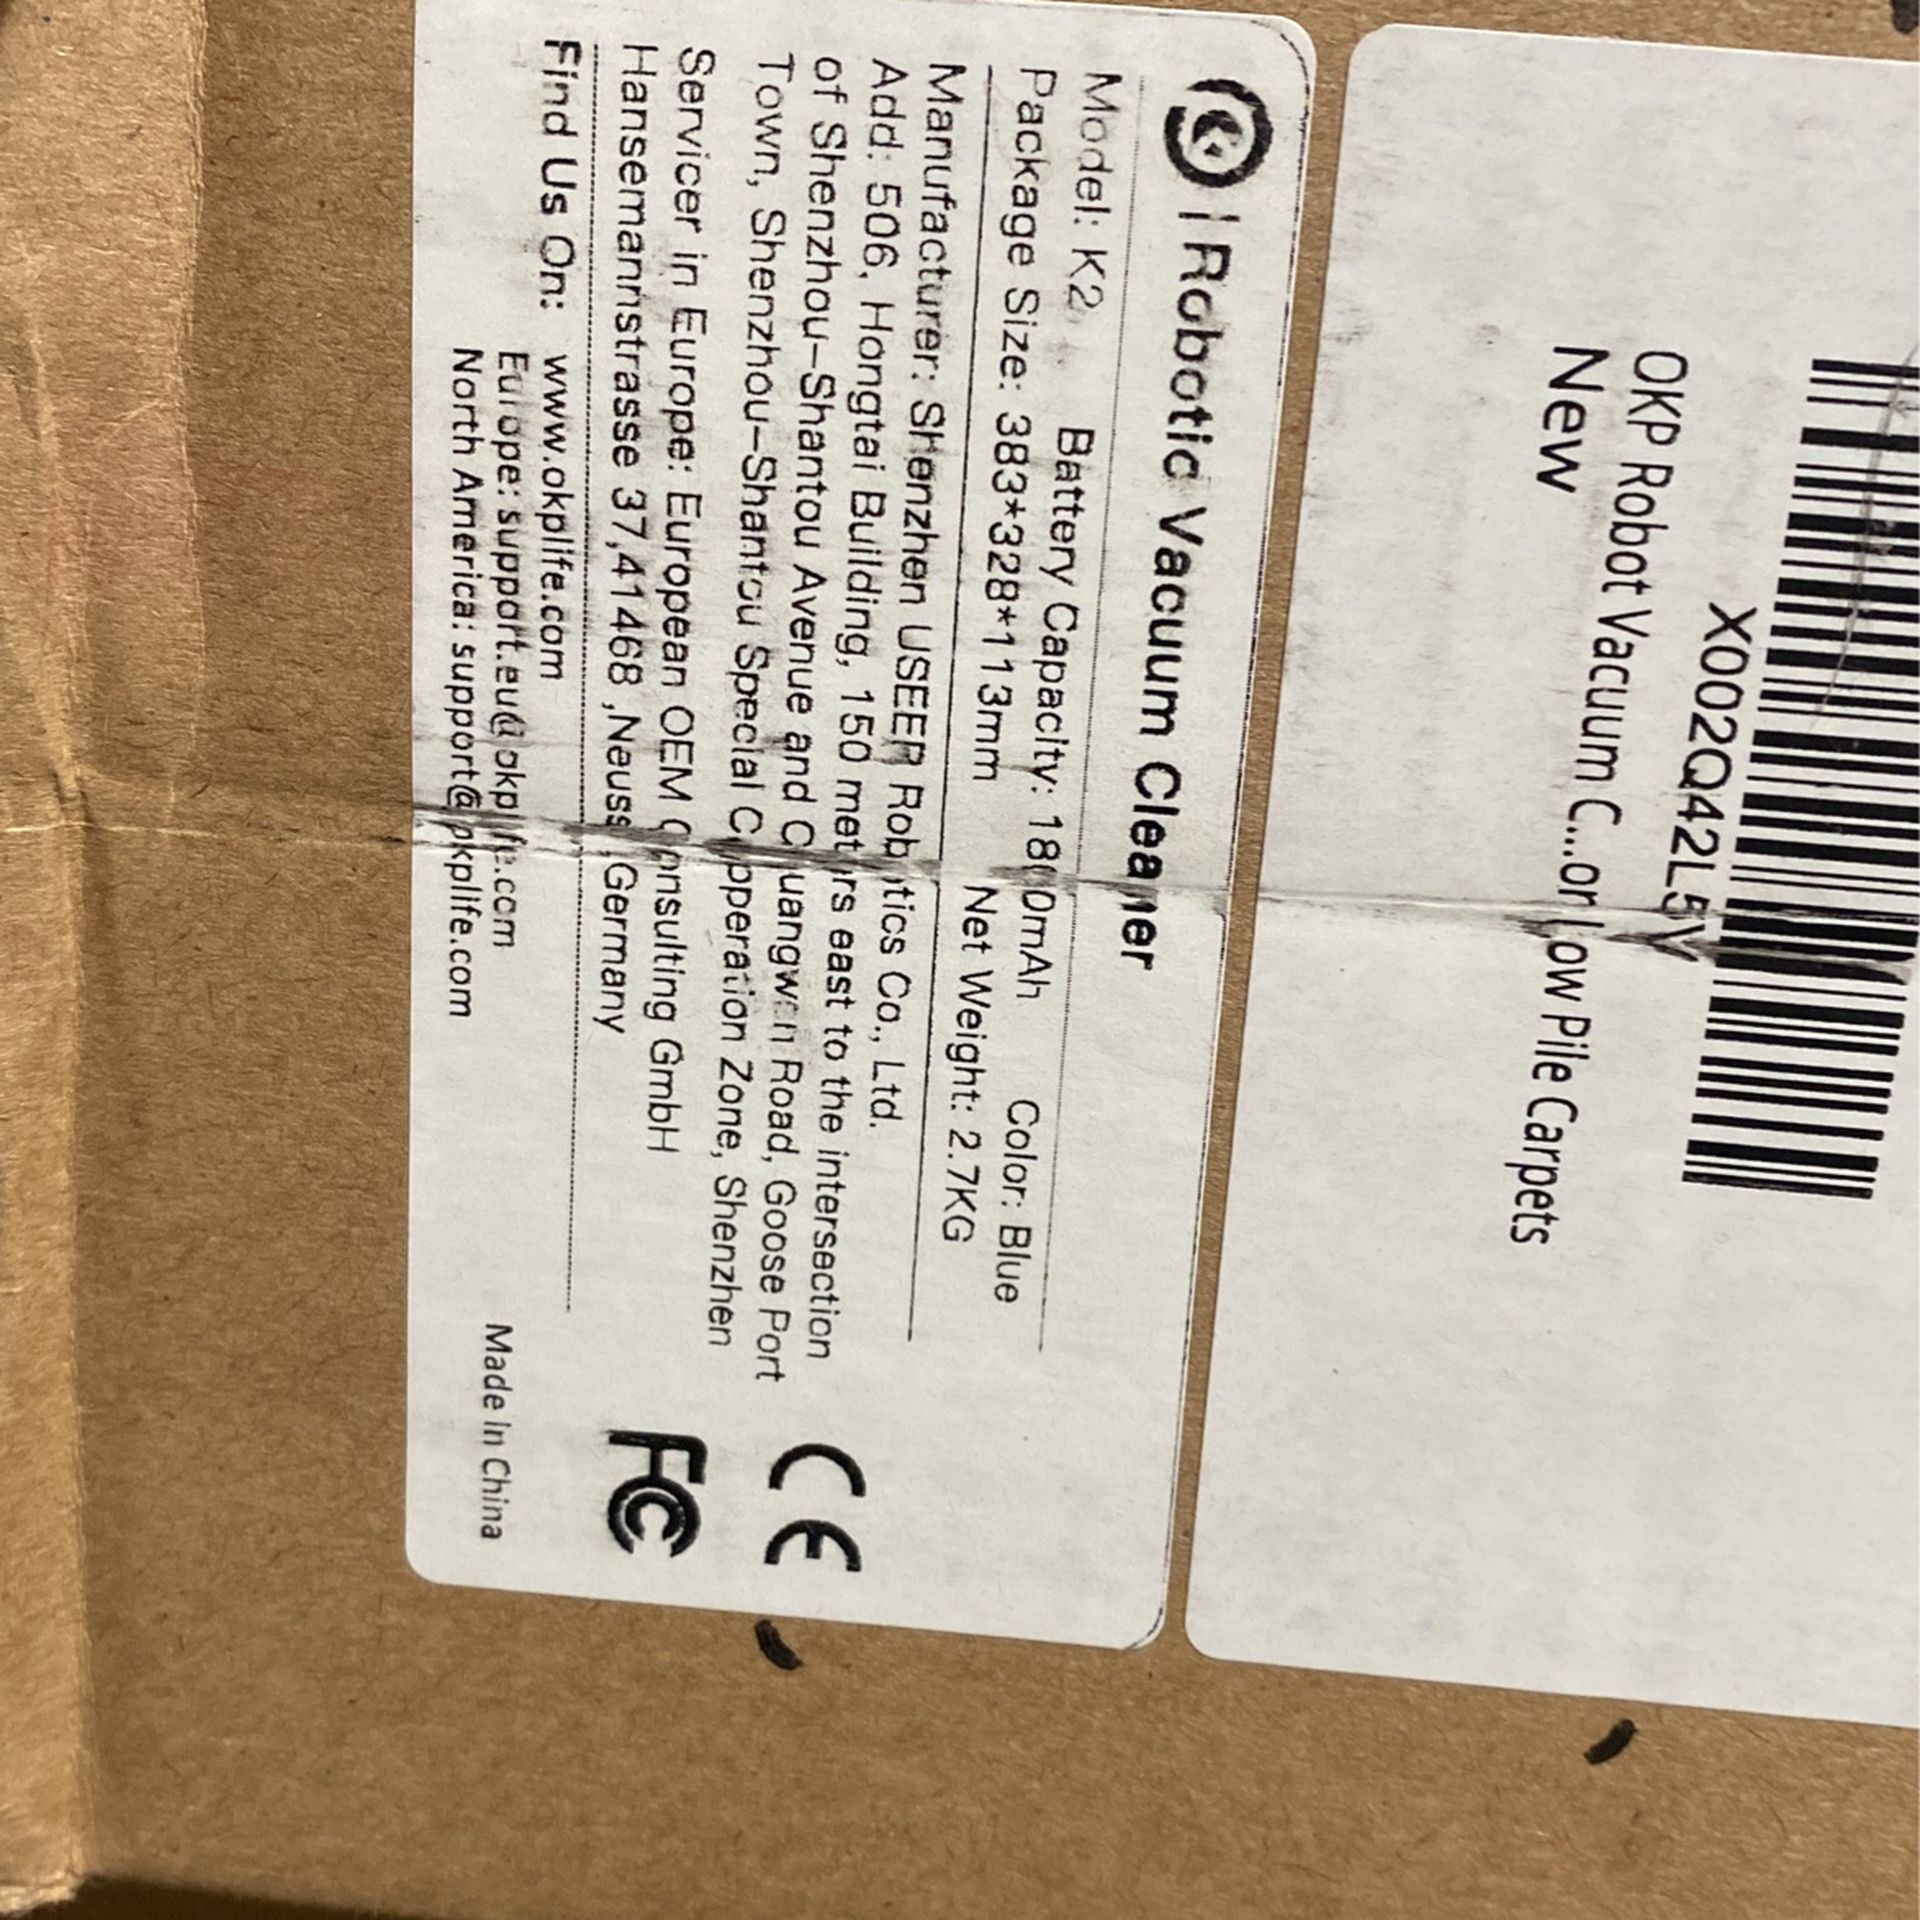 X002Q42L5V
OKP Robot Vacuum C...or Low Pile Carpets
New
| Robotic Vacuum Cleaner
Model: K2 Battery Capacity: 1800mAh Color: Blue
Package Size: 383*328*113mm Net Weight: 2.7KG
Manufacturer: Shenzhen USEEP Robotics Co., Ltd.
Add: 506, Hongtai Building, 150 meters east to the intersection
of Shenzhou-Shantou Avenue and Chuangwen Road, Goose Port
Town, Shenzhou-Shantou Special Cooperation Zone, Shenzhen
Servicer in Europe: European OEM Consulting GmbH
Hansemannstrasse 37,41468 ,Neuss ,Germany
Find Us On: www.okplife.com
Europe: support.eu@okplife.com
North America: support@okplife.com
Made In China
CE
FC